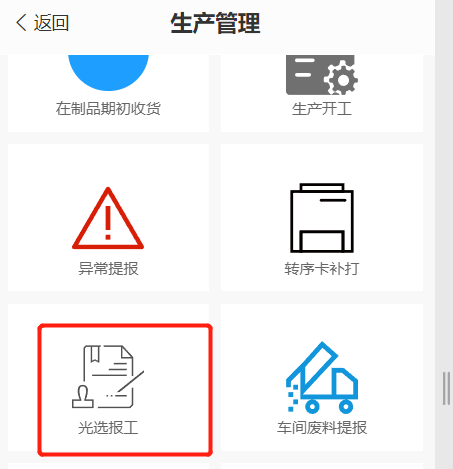 返回
生产管理
在制品期初收货
生产开工
异常提报
转序卡补打
光选报工
车间废料提报